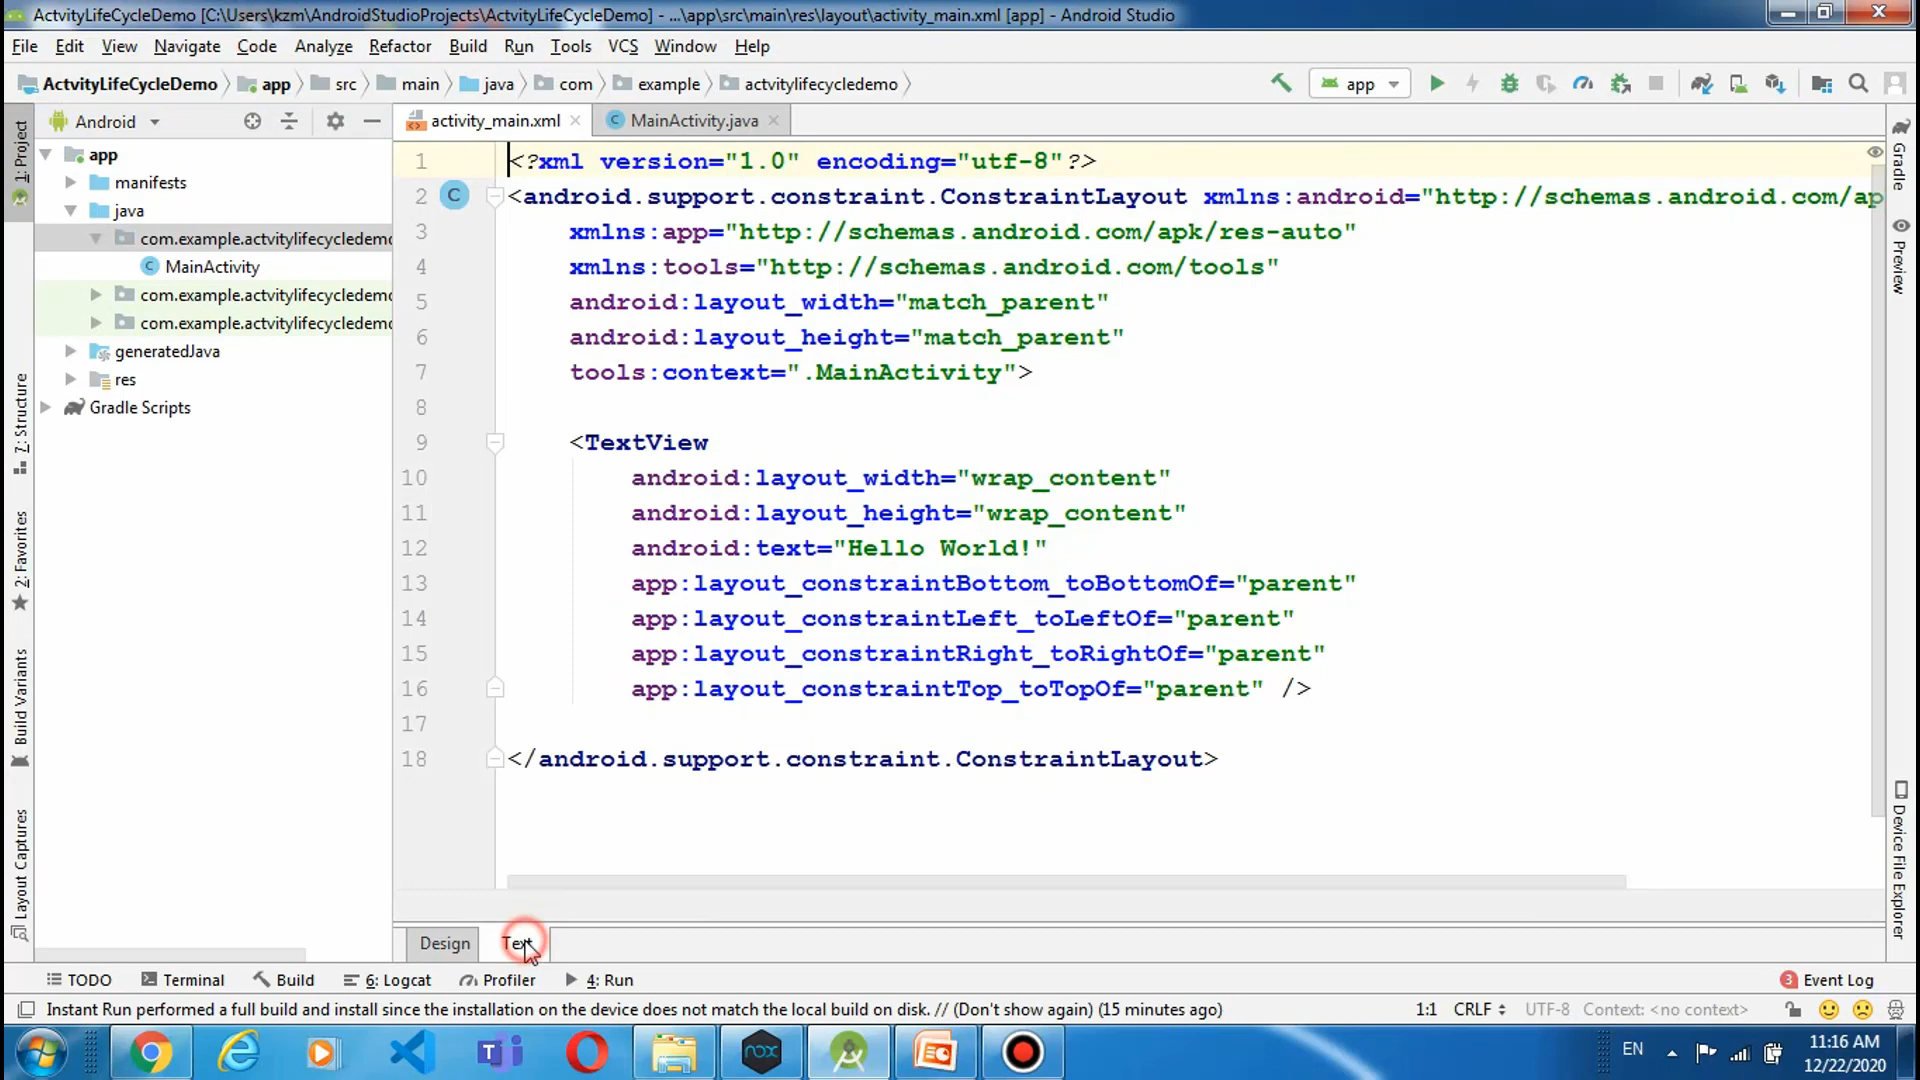 ActvityLifeCycleDemo [C:\Users\kzm\AndroidStudioProjects\ActvityLifeCycleDemo] - ...\app\src\main\res\layout\activity_main.xml [app] - Android Studio
File Edit View Navigate Code Analyze Refactor Build Run Tools VCS Window Help
ActvityLifeCycleDemo app src main java com example actvitylifecycledemo app
1: Project
7: Structure
2: Favorites
Build Variants
Layout Captures
Android
app
manifests
java
com.example.actvitylifecycledemo
MainActivity
com.example.actvitylifecycledemo
com.example.actvitylifecycledemo
generatedJava
res
Gradle Scripts
activity_main.xml MainActivity.java
1 <?xml version="1.0" encoding="utf-8"?>
2 C <android.support.constraint.ConstraintLayout xmlns:android="http://schemas.android.com/ap
3 xmlns:app="http://schemas.android.com/apk/res-auto"
4 xmlns:tools="http://schemas.android.com/tools"
5 android:layout_width="match_parent"
6 android:layout_height="match_parent"
7 tools:context=".MainActivity">
8
9 <TextView
10 android:layout_width="wrap_content"
11 android:layout_height="wrap_content"
12 android:text="Hello World!"
13 app:layout_constraintBottom_toBottomOf="parent"
14 app:layout_constraintLeft_toLeftOf="parent"
15 app:layout_constraintRight_toRightOf="parent"
16 app:layout_constraintTop_toTopOf="parent" />
17
18 </android.support.constraint.ConstraintLayout>
Gradle
Preview
Device File Explorer
Design Text
TODO Terminal Build 6: Logcat Profiler 4: Run 3 Event Log
Instant Run performed a full build and install since the installation on the device does not match the local build on disk. // (Don't show again) (15 minutes ago) 1:1 CRLF UTF-8 Context: <no context>
nox EN 11:16 AM
12/22/2020